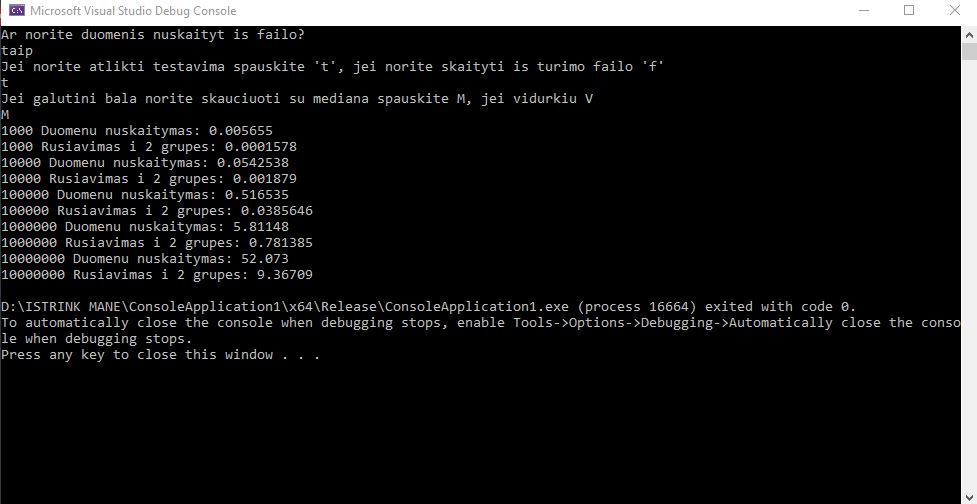 Microsoft Visual Studio Debug Console
Ar norite duomenis nuskaityt is failo?
taip
Jei norite atlikti testavima spauskite 't', jei norite skaityti is turimo failo 'f'
t
Jei galutini bala norite skauciuoti su mediana spauskite M, jei vidurkiu V
M
1000 Duomenu nuskaitymas: 0.005655
1000 Rusiavimas i 2 grupes: 0.0001578
10000 Duomenu nuskaitymas: 0.0542538
10000 Rusiavimas i 2 grupes: 0.001879
100000 Duomenu nuskaitymas: 0.516535
100000 Rusiavimas i 2 grupes: 0.0385646
1000000 Duomenu nuskaitymas: 5.81148
1000000 Rusiavimas i 2 grupes: 0.781385
10000000 Duomenu nuskaitymas: 52.073
10000000 Rusiavimas i 2 grupes: 9.36709
D:\ISTRINK MANE\ConsoleApplication1\x64\Release\ConsoleApplication1.exe (process 16664) exited with code 0.
To automatically close the console when debugging stops, enable Tools->Options->Debugging->Automatically close the conso
le when debugging stops.
Press any key to close this window . . .